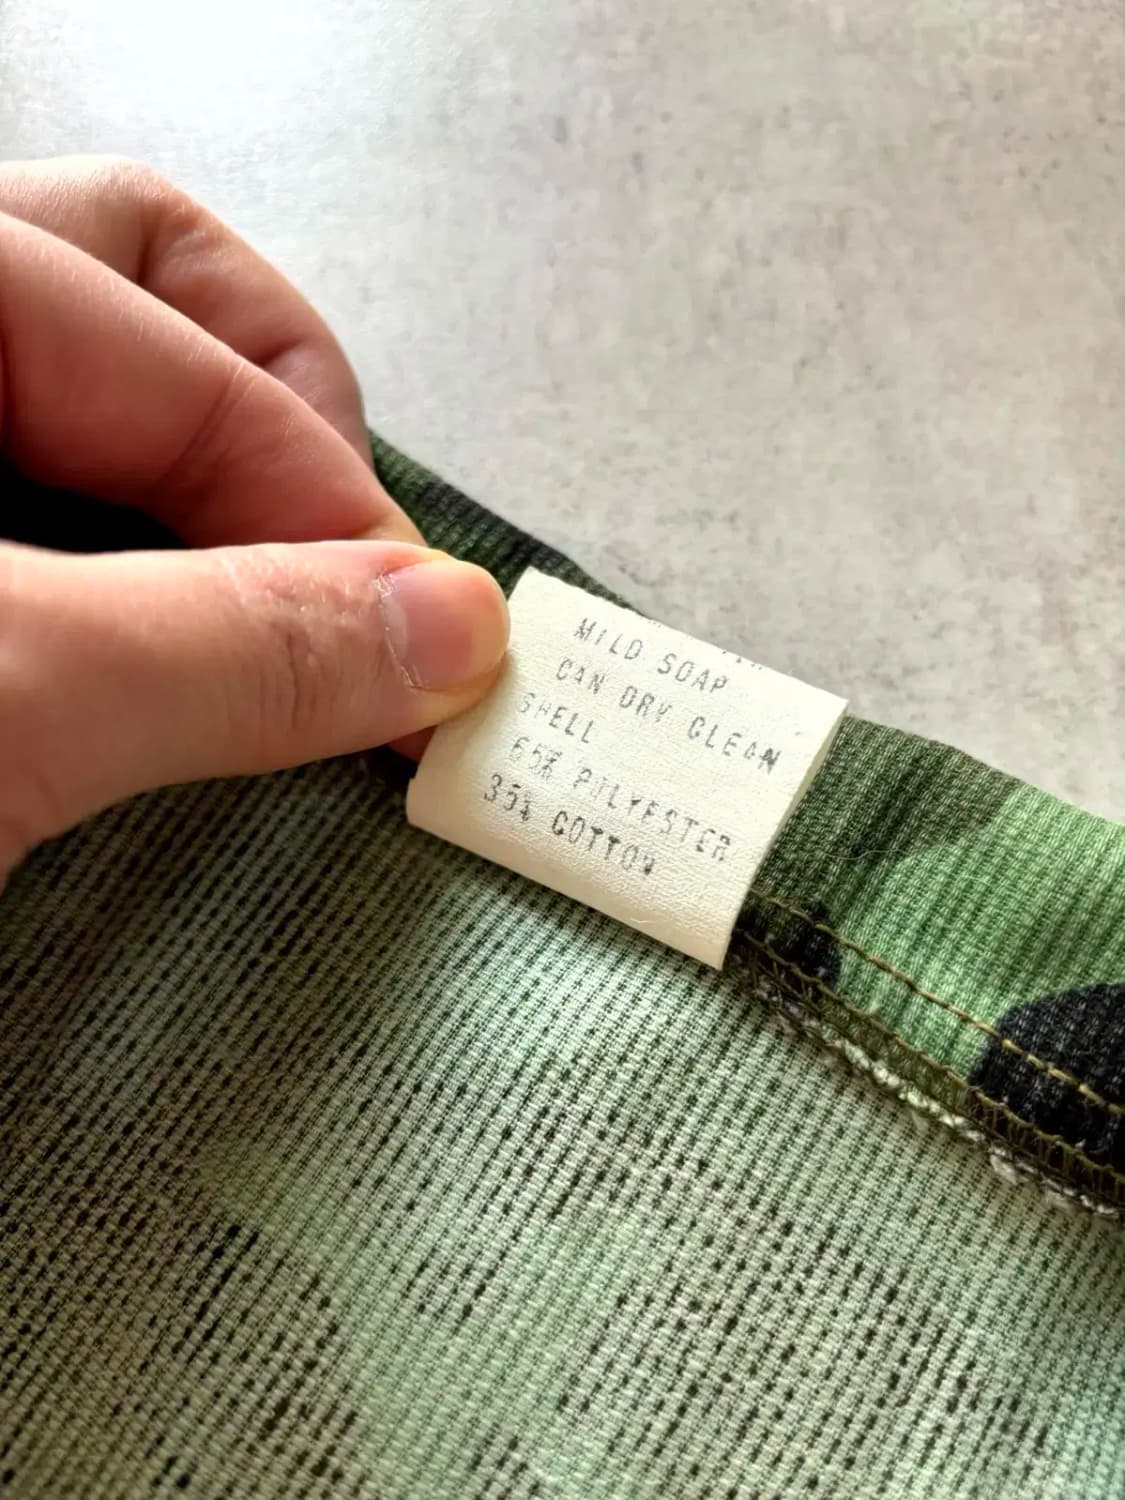 MILD SOAP
CAN DRY CLEAN
SHELL
65% POLYESTER
35% COTTON